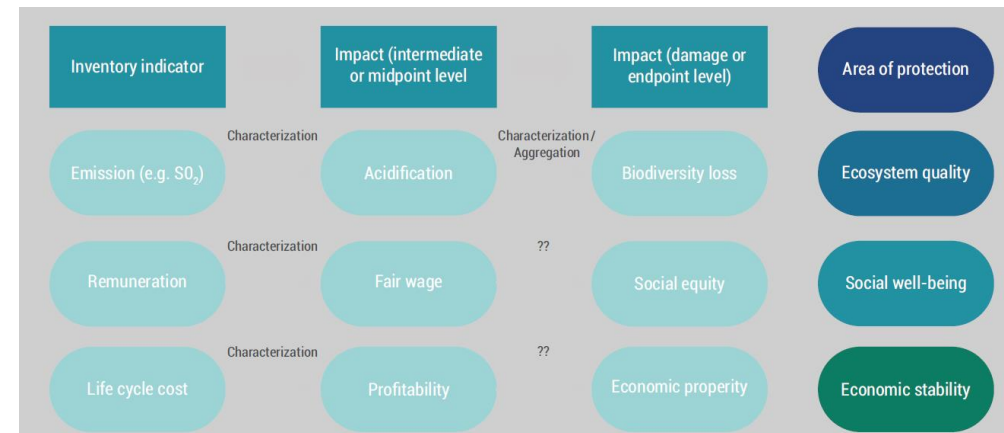 Inventory indicator
Impact (intermediate
or midpoint level
Impact (damage or
endpoint level)
Area of protection
Characterization
Characterization/
Aggregation
Emission (e.g. S0₂)
Acidification
Biodiversity loss
Ecosystem quality
Characterization
??
Remuneration
Fair wage
Social equity
Social well-being
Characterization
??
Life cycle cost
Profitability
Economic properity
Economic stability